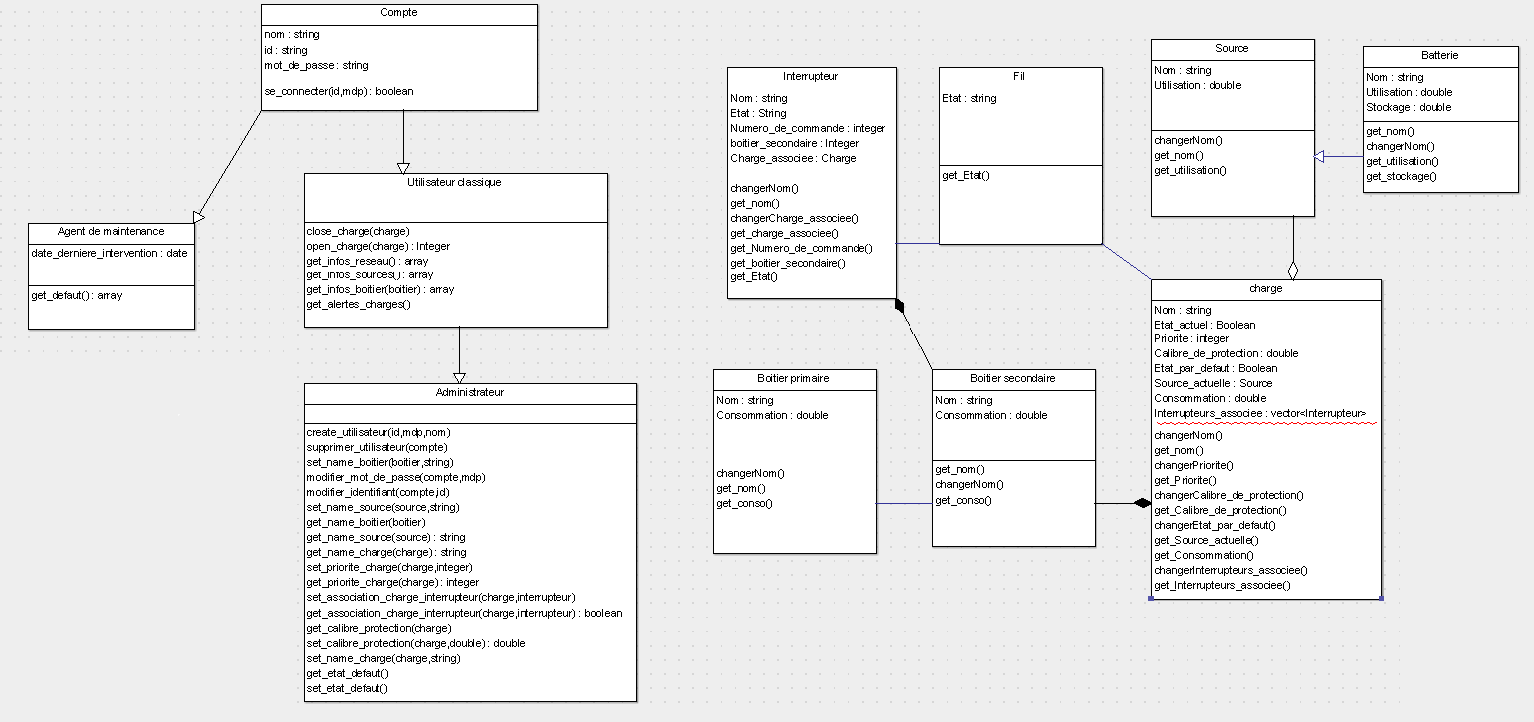 Compte
nom : string
id : string
mot_de_passe : string
se_connecter(id,mdp) : boolean
Agent de maintenance
date_derniere_intervention : date
get_defaut() : array
Utilisateur classique
close_charge(charge)
open_charge(charge) : Integer
get_infos_reseau() : array
get_infos_sources() : array
get_infos_boitier(boitier) : array
get_alertes_charges()
Administrateur
create_utilisateur(id,mdp,nom)
supprimer_utilisateur(compte)
set_name_boitier(boitier,string)
modifier_mot_de_passe(compte,mdp)
modifier_identifiant(compte,id)
set_name_source(source,string)
get_name_boitier(boitier)
get_name_source(source) : string
get_name_charge(charge) : string
set_priorite_charge(charge,integer)
get_priorite_charge(charge) : integer
set_association_charge_interrupteur(charge,interrupteur)
get_association_charge_interrupteur(charge,interrupteur) : boolean
get_calibre_protection(charge)
set_calibre_protection(charge,double) : double
set_name_charge(charge,string)
get_etat_defaut()
set_etat_defaut()
Interrupteur
Nom : string
Etat : String
Numero_de_commande : integer
boitier_secondaire : Integer
Charge_associee : Charge
changerNom()
get_nom()
changerCharge_associee()
get_charge_associee()
get_Numero_de_commande()
get_boitier_secondaire()
get_Etat()
Fil
Etat : string
get_Etat()
Source
Nom : string
Utilisation : double
changerNom()
get_nom()
get_utilisation()
Batterie
Nom : string
Utilisation : double
Stockage : double
get_nom()
changerNom()
get_utilisation()
get_stockage()
Boitier primaire
Nom : string
Consommation : double
changerNom()
get_nom()
get_conso()
Boitier secondaire
Nom : string
Consommation : double
get_nom()
changerNom()
get_conso()
charge
Nom : string
Etat_actuel : Boolean
Priorite : integer
Calibre_de_protection : double
Etat_par_defaut : Boolean
Source_actuelle : Source
Consommation : double
Interrupteurs_associee : vector<Interrupteur>
changerNom()
get_nom()
changerPriorite()
get_Priorite()
changerCalibre_de_protection()
get_Calibre_de_protection()
changerEtat_par_defaut()
get_Source_actuelle()
get_Consommation()
changerInterrupteurs_associee()
get_Interrupteurs_associee()